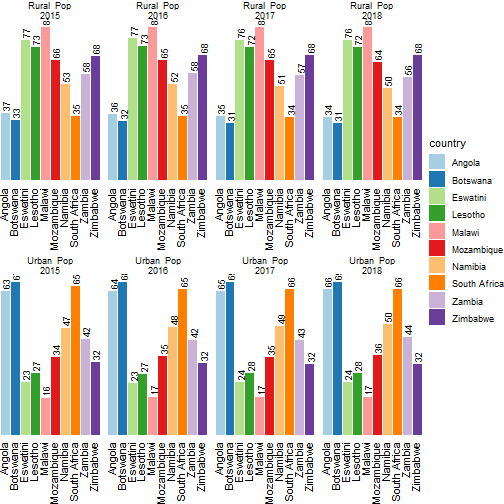 Rural_Pop 2015
Rural_Pop 2016
Rural_Pop 2017
Rural_Pop 2018
37 33 77 73 66 53 35 58 68
36 32 77 73 65 52 35 58 68
35 31 76 72 65 51 34 57 68
34 31 76 72 64 50 34 56 68
Angola Botswana Eswatini Lesotho Malawi Mozambique Namibia South Africa Zambia Zimbabwe
Angola Botswana Eswatini Lesotho Malawi Mozambique Namibia South Africa Zambia Zimbabwe
Angola Botswana Eswatini Lesotho Malawi Mozambique Namibia South Africa Zambia Zimbabwe
Angola Botswana Eswatini Lesotho Malawi Mozambique Namibia South Africa Zambia Zimbabwe
country
Angola
Botswana
Eswatini
Lesotho
Malawi
Mozambique
Namibia
South Africa
Zambia
Zimbabwe
Urban_Pop 2015
Urban_Pop 2016
Urban_Pop 2017
Urban_Pop 2018
63 23 27 16 34 47 65 42 32
64 23 27 17 35 48 65 42 32
65 24 28 17 35 49 66 43 32
66 24 28 17 36 50 66 44 32
Angola Botswana Eswatini Lesotho Malawi Mozambique Namibia South Africa Zambia Zimbabwe
Angola Botswana Eswatini Lesotho Malawi Mozambique Namibia South Africa Zambia Zimbabwe
Angola Botswana Eswatini Lesotho Malawi Mozambique Namibia South Africa Zambia Zimbabwe
Angola Botswana Eswatini Lesotho Malawi Mozambique Namibia South Africa Zambia Zimbabwe